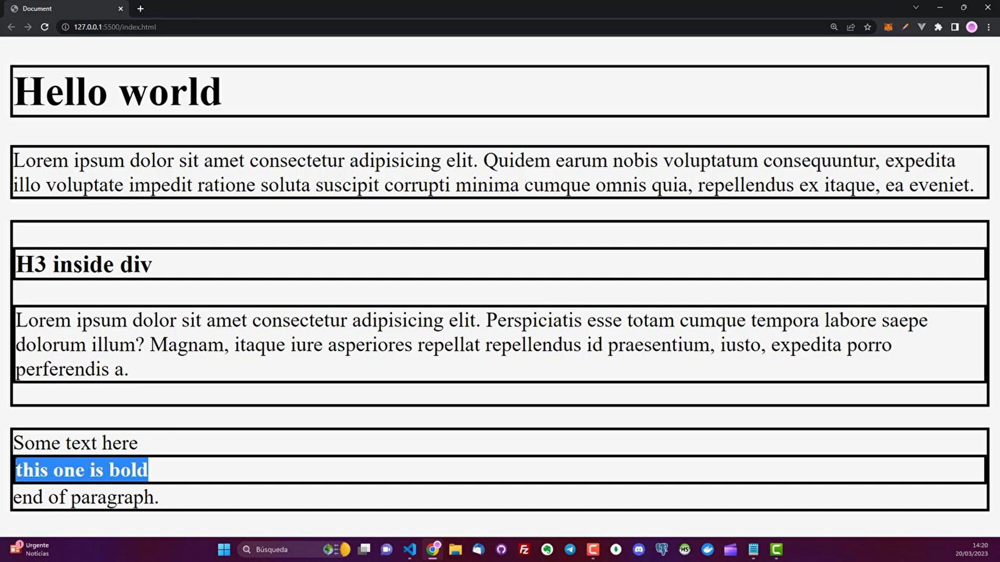 Document
127.0.0.1:5500/index.html
Hello world
Lorem ipsum dolor sit amet consectetur adipisicing elit. Quidem earum nobis voluptatum consequuntur, expedita
illo voluptate impedit ratione soluta suscipit corrupti minima cumque omnis quia, repellendus ex itaque, ea eveniet.
H3 inside div
Lorem ipsum dolor sit amet consectetur adipisicing elit. Perspiciatis esse totam cumque tempora labore saepe
dolorum illum? Magnam, itaque iure asperiores repellat repellendus id praesentium, iusto, expedita porro
perferendis a.
Some text here
this one is bold
end of paragraph.
1
Urgente
Noticias
Búsqueda
Fz
HS
14:20
20/03/2023